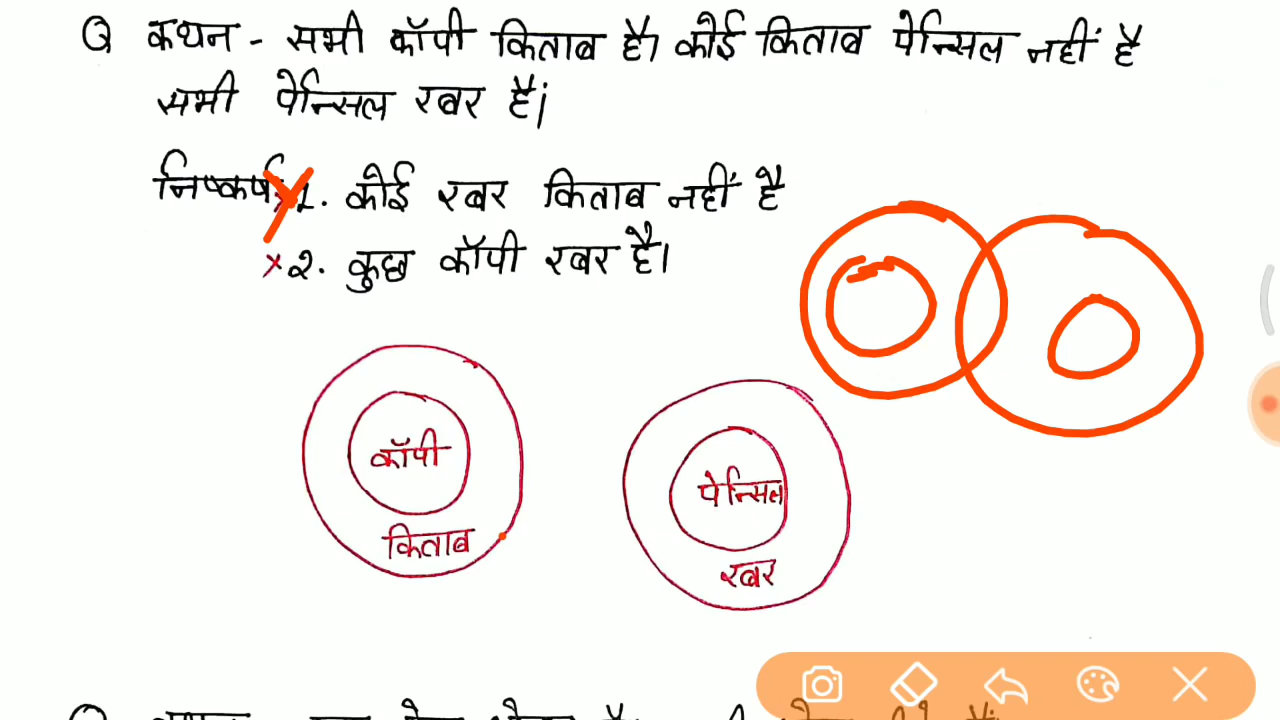 Q कथन - सभी कॉपी किताब है। कोई किताब पेन्सिल नहीं है
सभी पेन्सिल रबर है।
निष्कर्ष 1. कोई रबर किताब नहीं है
× 2. कुछ कॉपी रबर है।
कॉपी
किताब
पेन्सिल
रबर